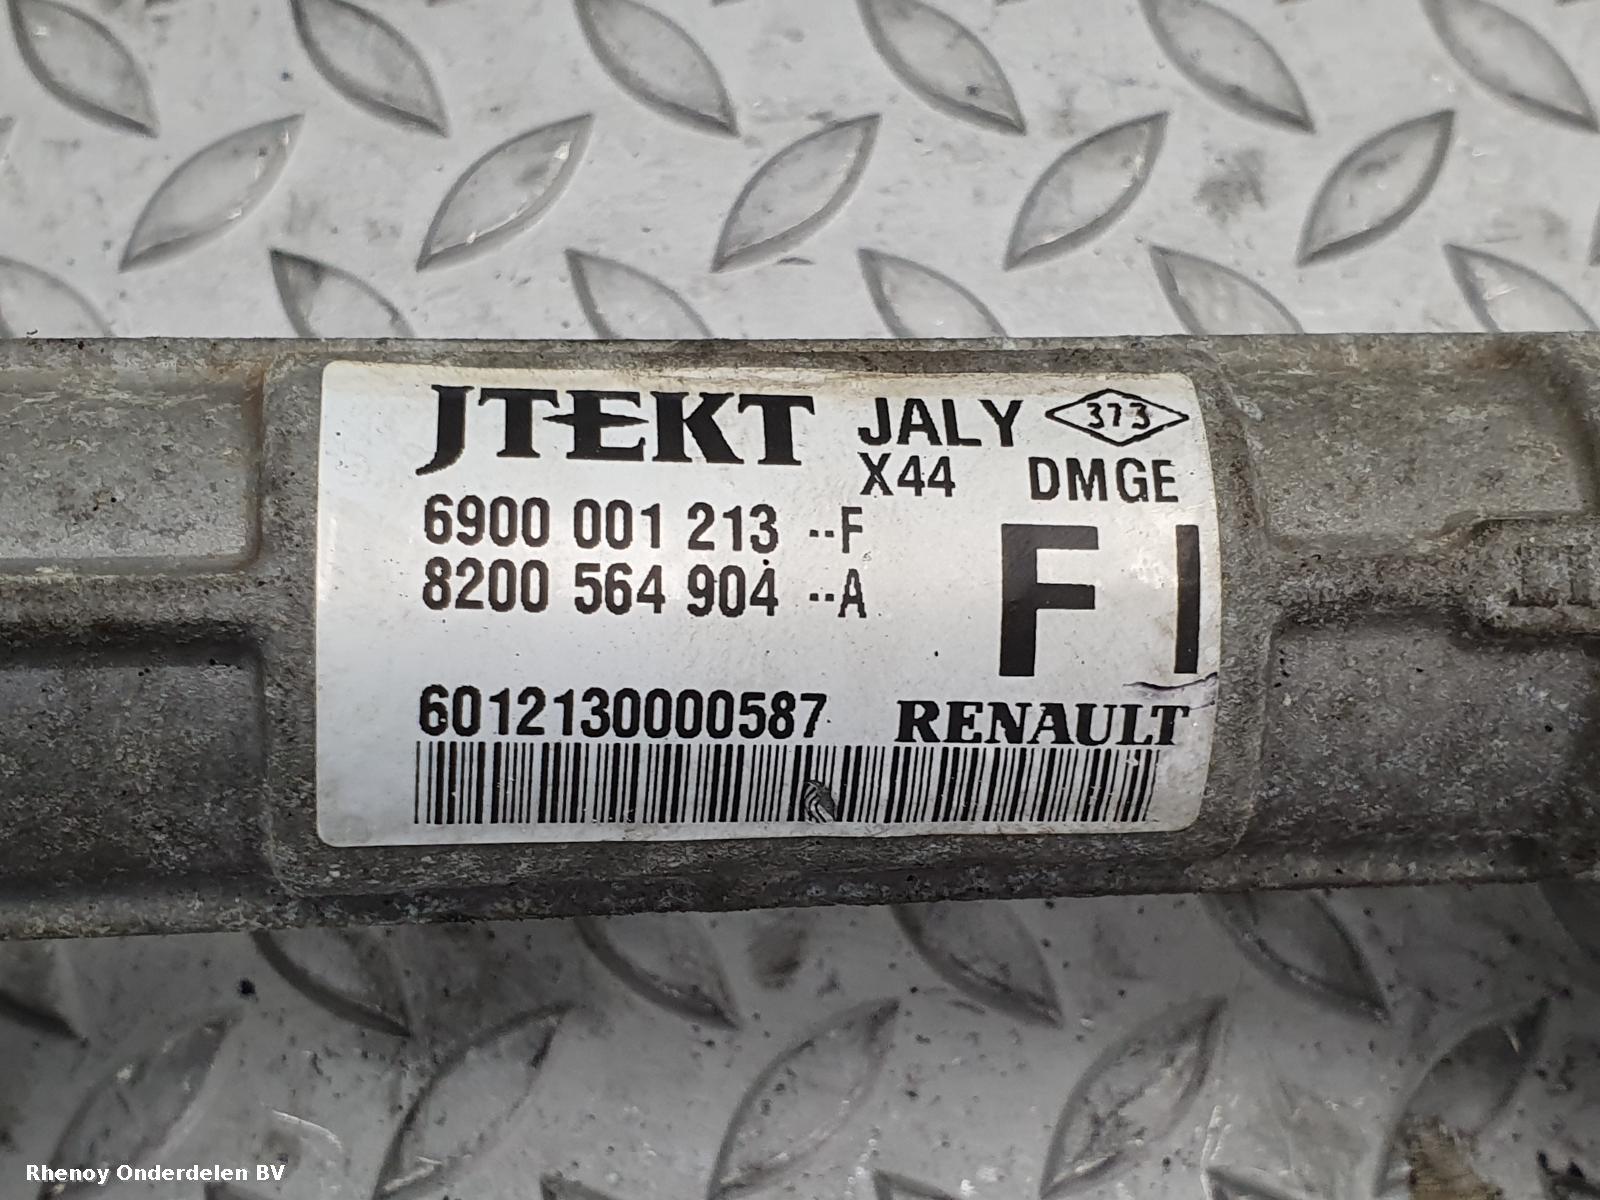 JTEKT JALY 373
X44 DMGE
6900 001 213 --F
8200 564 904 --A
F I
6012130000587 RENAULT
Rhenoy Onderdelen BV